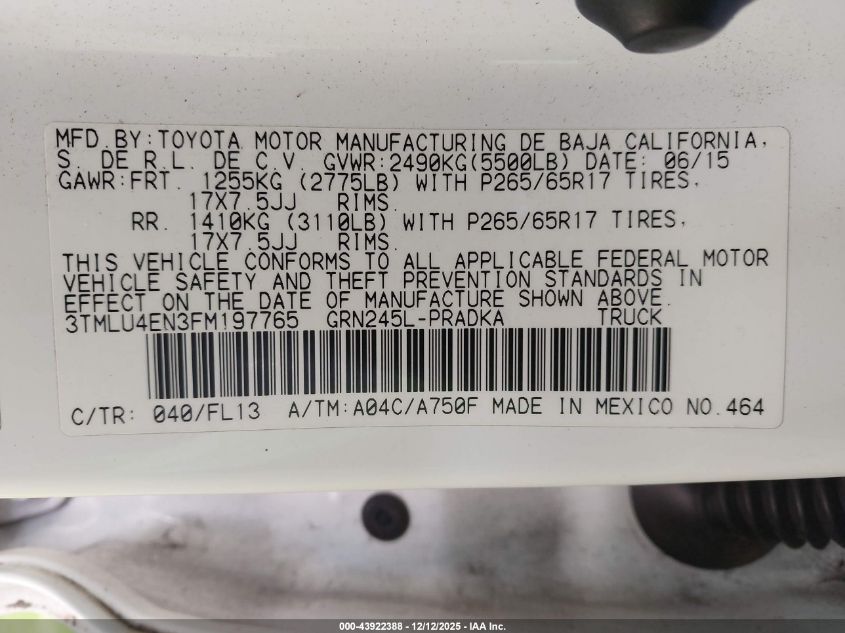 MFD. BY: TOYOTA MOTOR MANUFACTURING DE BAJA CALIFORNIA,
S. DE R.L. DE C.V. GVWR: 2490KG(5500LB) DATE: 06/15
GAWR: FRT. 1255KG (2775LB) WITH P265/65R17 TIRES,
17X7.5JJ RIMS.
RR. 1410KG (3110LB) WITH P265/65R17 TIRES,
17X7.5JJ RIMS.
THIS VEHICLE CONFORMS TO ALL APPLICABLE FEDERAL MOTOR
VEHICLE SAFETY AND THEFT PREVENTION STANDARDS IN
EFFECT ON THE DATE OF MANUFACTURE SHOWN ABOVE.
3TMLU4EN3FM197765 GRN245L-PRADKA TRUCK
C/TR: 040/FL13 A/TM: A04C/A750F MADE IN MEXICO NO. 464
000-43922388 - 12/12/2025 - IAA Inc.